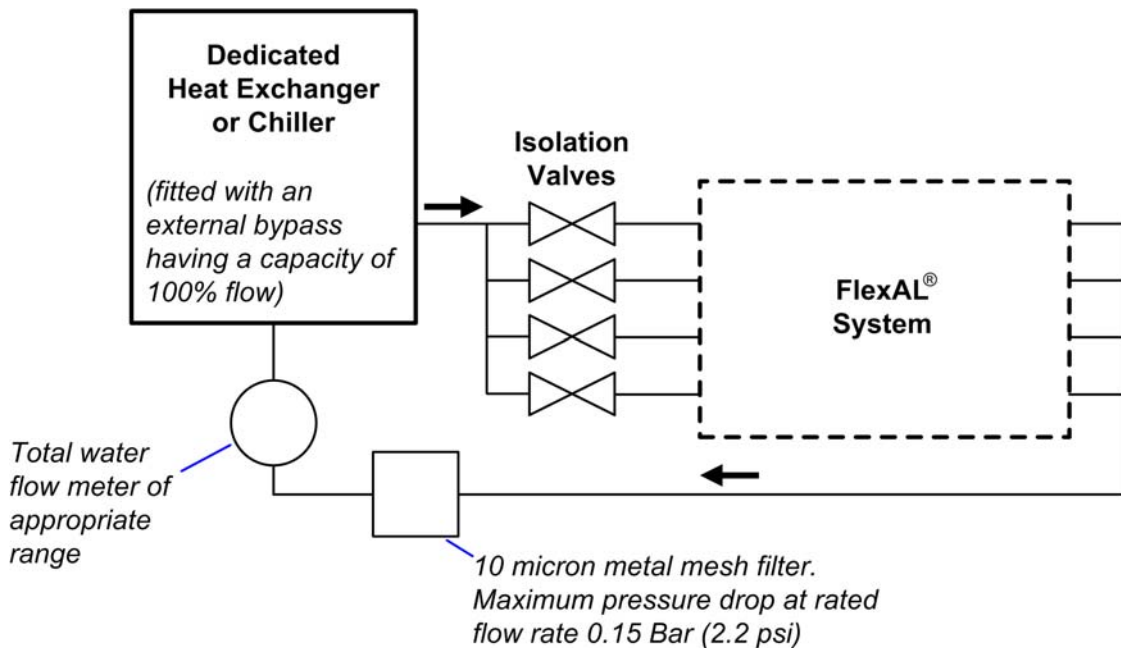 Dedicated
Heat Exchanger
or Chiller
(fitted with an
external bypass
having a capacity of
100% flow)
Isolation
Valves
FlexAL®
System
Total water
flow meter of
appropriate
range
10 micron metal mesh filter.
Maximum pressure drop at rated
flow rate 0.15 Bar (2.2 psi)